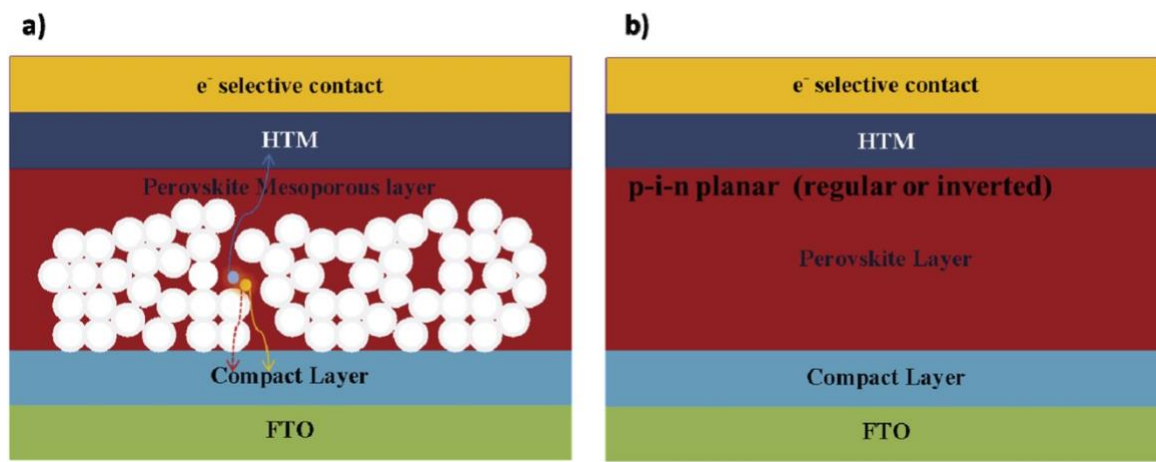 a)
e⁻ selective contact
HTM
Perovskite Mesoporous layer
Compact Layer
FTO
b)
e⁻ selective contact
HTM
p-i-n planar (regular or inverted)
Perovskite Layer
Compact Layer
FTO